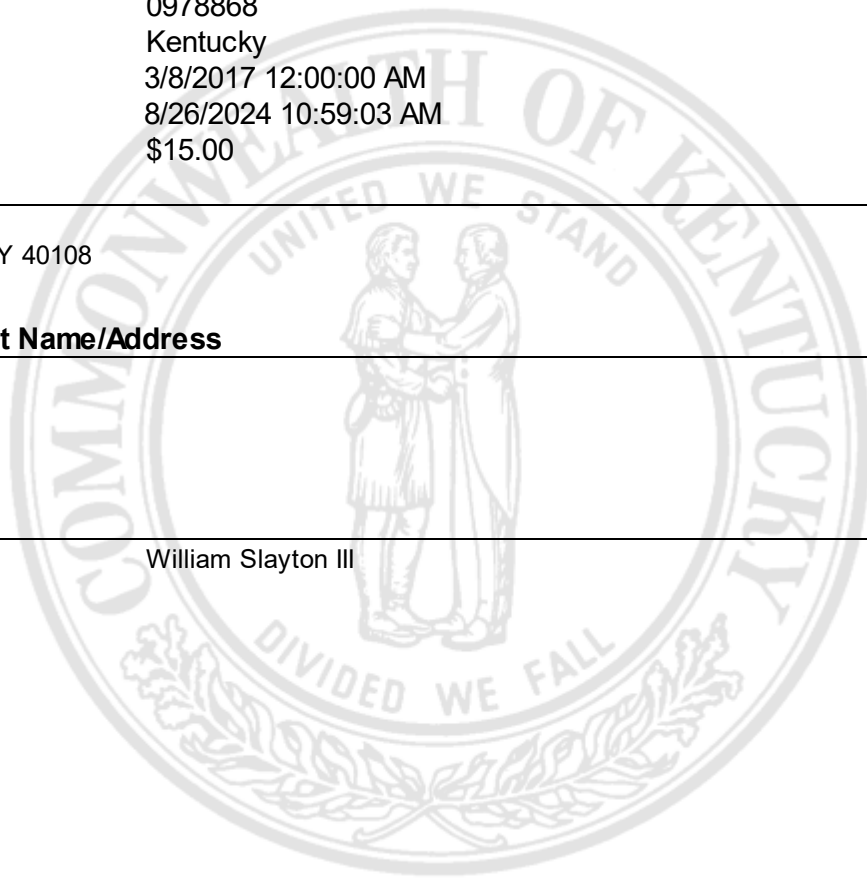 0978868
Kentucky
3/8/2017 12:00:00 AM
8/26/2024 10:59:03 AM
$15.00
Y 40108
t Name/Address
William Slayton III
COMMONWEALTH OF KENTUCKY
UNITED WE STAND
DIVIDED WE FALL